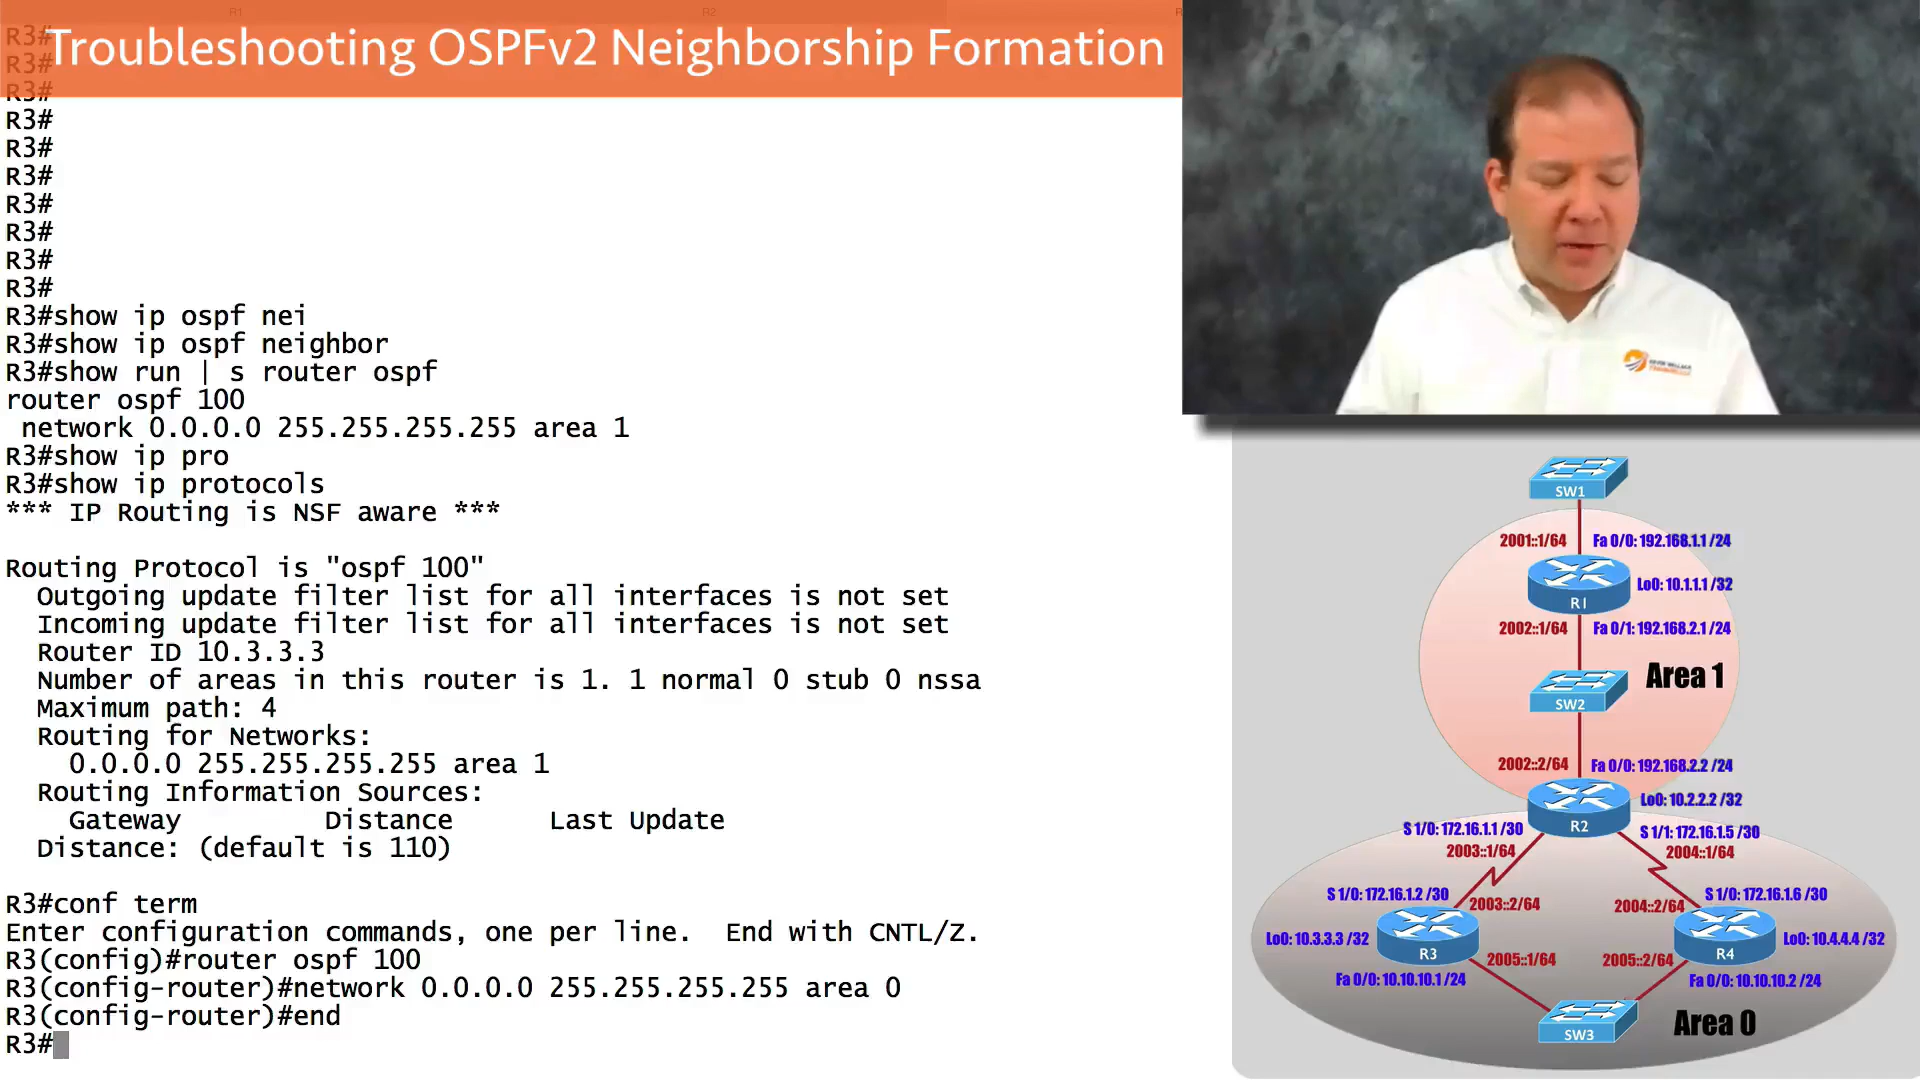 R1 R2 R
Troubleshooting OSPFv2 Neighborship Formation
R3#
R3#
R3#
R3#
R3#
R3#
R3#
R3#
R3#
R3#
R3#show ip ospf nei
R3#show ip ospf neighbor
R3#show run | s router ospf
router ospf 100
 network 0.0.0.0 255.255.255.255 area 1
R3#show ip pro
R3#show ip protocols
*** IP Routing is NSF aware ***
Routing Protocol is "ospf 100"
  Outgoing update filter list for all interfaces is not set
  Incoming update filter list for all interfaces is not set
  Router ID 10.3.3.3
  Number of areas in this router is 1. 1 normal 0 stub 0 nssa
  Maximum path: 4
  Routing for Networks:
    0.0.0.0 255.255.255.255 area 1
  Routing Information Sources:
    Gateway         Distance      Last Update
  Distance: (default is 110)
R3#conf term
Enter configuration commands, one per line.  End with CNTL/Z.
R3(config)#router ospf 100
R3(config-router)#network 0.0.0.0 255.255.255.255 area 0
R3(config-router)#end
R3#
SW1
2001::1/64 Fa 0/0: 192.168.1.1 /24
Lo0: 10.1.1.1 /32
R1
2002::1/64 Fa 0/1: 192.168.2.1 /24
Area 1
SW2
2002::2/64 Fa 0/0: 192.168.2.2 /24
Lo0: 10.2.2.2 /32
R2
S 1/0: 172.16.1.1 /30 S 1/1: 172.16.1.5 /30
2003::1/64 2004::1/64
S 1/0: 172.16.1.2 /30 S 1/0: 172.16.1.6 /30
2003::2/64 2004::2/64
Lo0: 10.3.3.3 /32 Lo0: 10.4.4.4 /32
R3 R4
2005::1/64 2005::2/64
Fa 0/0: 10.10.10.1 /24 Fa 0/0: 10.10.10.2 /24
Area 0
SW3